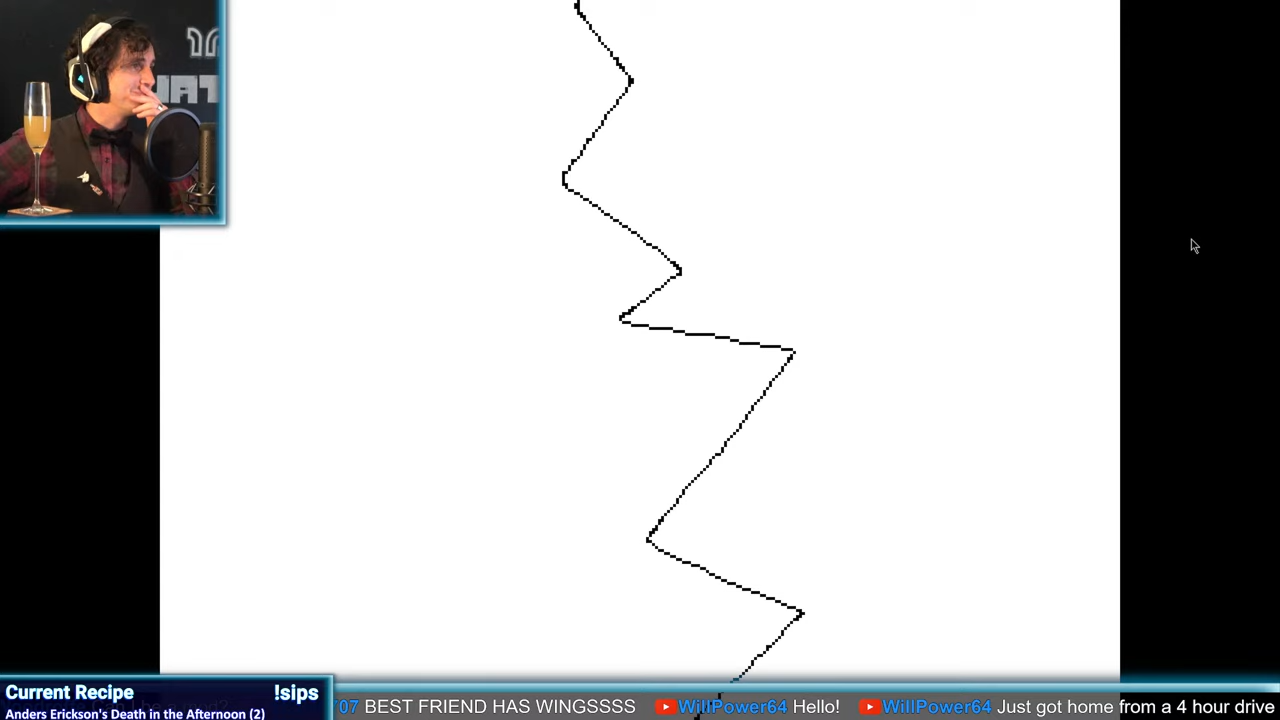 Current Recipe !sips
Anders Erickson's Death in the Afternoon (2)
'07 BEST FRIEND HAS WINGSSSS WillPower64 Hello! WillPower64 Just got home from a 4 hour drive